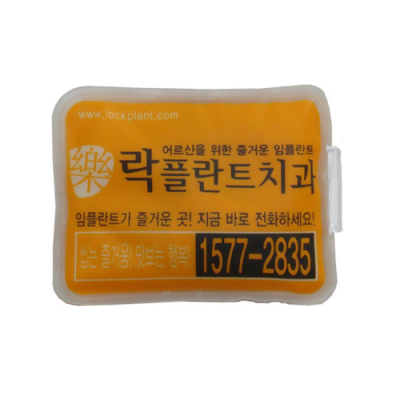 www.lockplant.com
어르신을 위한 즐거운 임플란트
樂 락플란트치과
임플란트가 즐거운 곳! 지금 바로 전화하세요!
씹는 즐거움! 맛보는 행복! 1577-2835